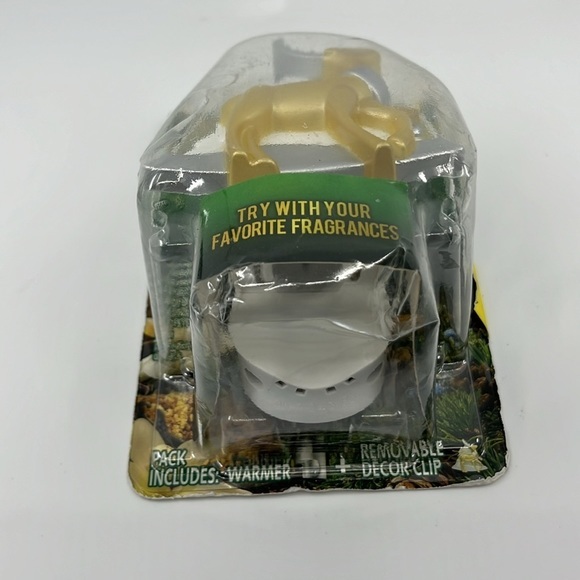 TRY WITH YOUR
FAVORITE FRAGRANCES
PACK
INCLUDES: WARMER +
REMOVABLE
DECOR CLIP